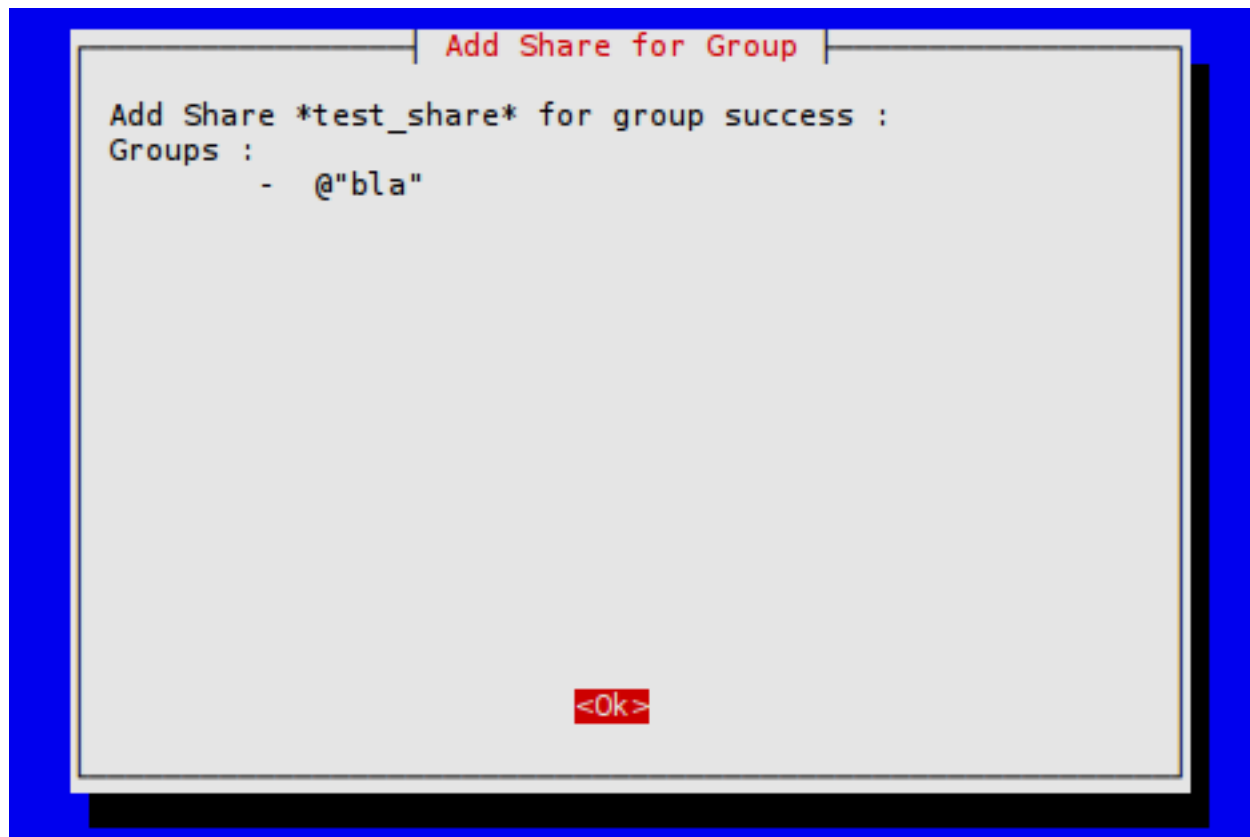 Add Share for Group
Add Share *test_share* for group success :
Groups :
- @"bla"
<Ok>